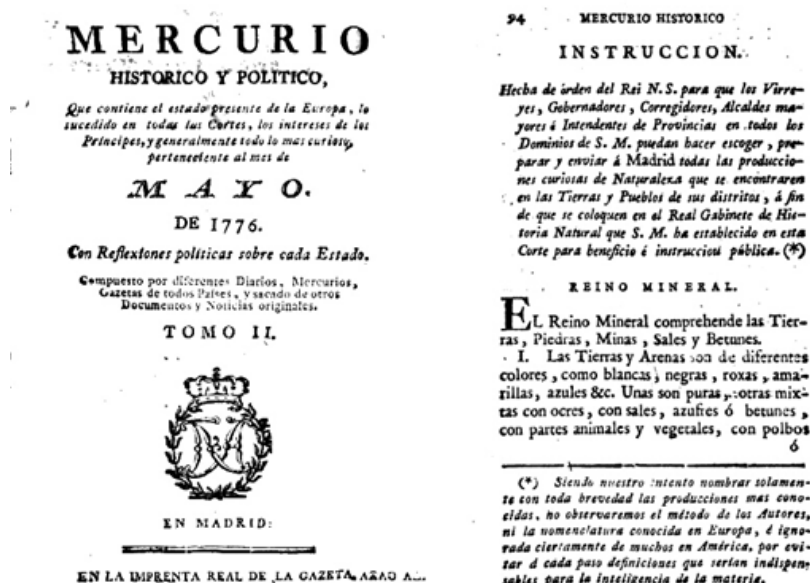 MERCURIO
HISTORICO Y POLITICO,
Que contiene el estado presente de la Europa, lo
sucedido en todas las Cortes, los intereses de los
Príncipes, y generalmente todo lo mas curioso,
perteneciente al mes de
MAYO.
DE 1776.
Con Reflexiones políticas sobre cada Estado.
Compuesto por diferentes Diarios, Mercurios,
Gazetas de todos Países, y sacado de otros
Documentos y Noticias originales.
TOMO II.
EN MADRID:
EN LA IMPRENTA REAL DE LA GAZETA.
94 MERCURIO HISTORICO
INSTRUCCION.
Hecha de órden del Rei N. S. para que los Virre-
yes, Gobernadores, Corregidores, Alcaldes ma-
yores é Intendentes de Provincias en todos los
Dominios de S. M. puedan hacer escoger, pre-
parar y enviar á Madrid todas las produccio-
nes curiosas de Naturaleza que se encontraren
en las Tierras y Pueblos de sus distritos, á fin
de que se coloquen en el Real Gabinete de His-
toria Natural que S. M. ha establecido en esta
Corte para beneficio é instruccion pública. (*)
REINO MINERAL.
EL Reino Mineral comprehende las Tier-
ras, Piedras, Minas, Sales y Betunes.
I. Las Tierras y Arenas son de diferentes
colores, como blancas, negras, roxas, ama-
rillas, azules &c. Unas son puras, otras mix-
tas con ocres, con sales, azufres ó betunes,
con partes animales y vegetales, con polbos
ó
(*) Siendo nuestro intento nombrar solamen-
te con toda brevedad las producciones mas cono-
cidas, no observaremos el método de los Autores,
ni la nomenclatura conocida en Europa, é igno-
rada ciertamente de muchos en América, por evi-
tar á cada paso definiciones que serían indispen-
sables para la inteligencia de la materia.